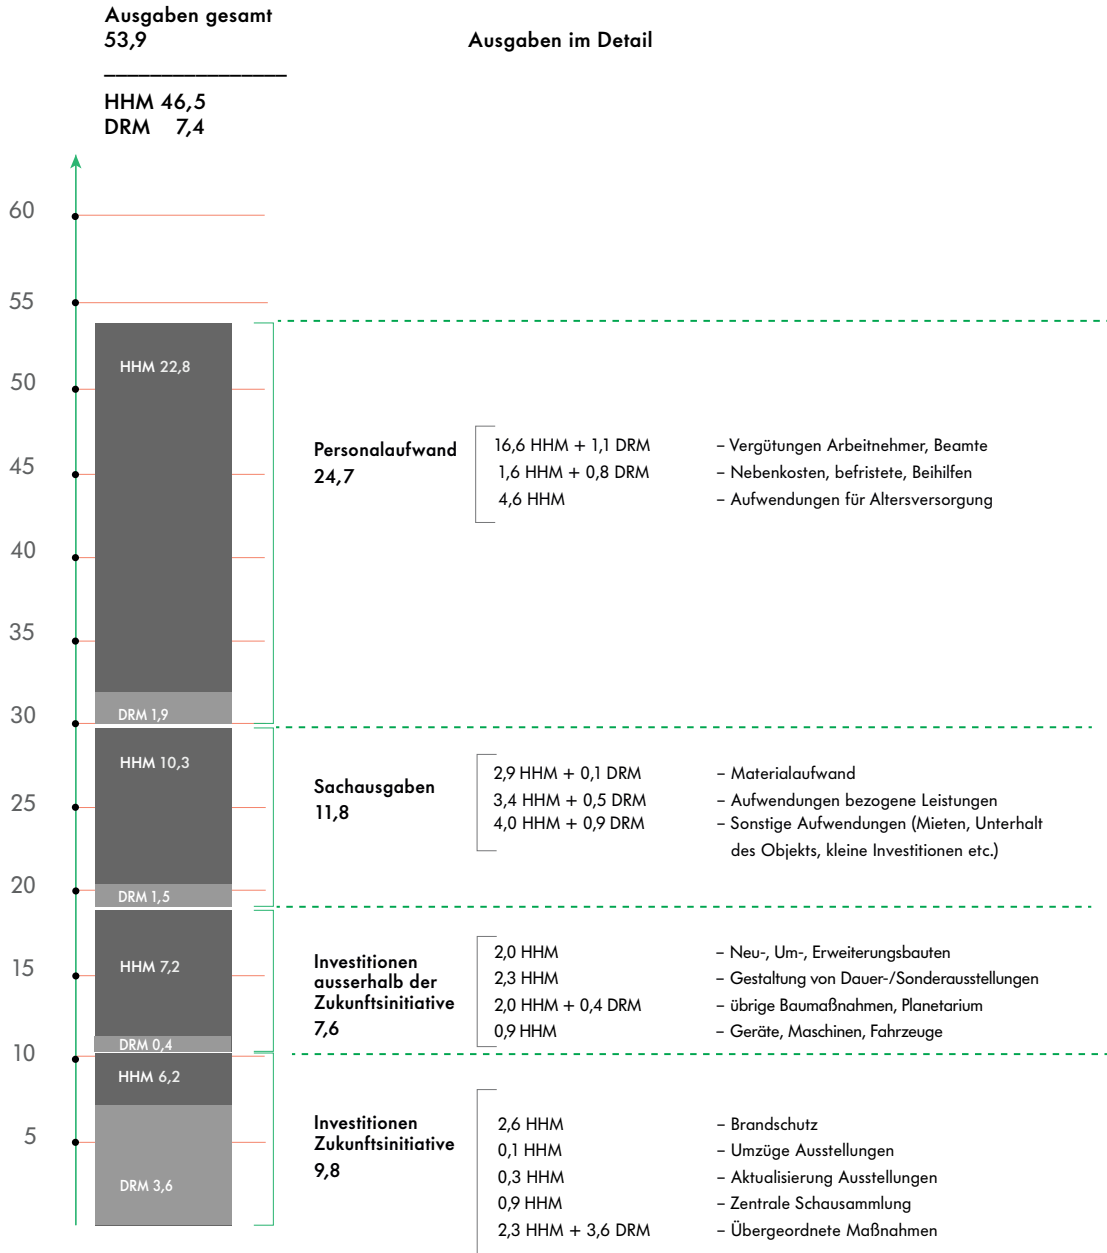 Ausgaben gesamt
53,9
Ausgaben im Detail
HHM 46,5
DRM 7,4
60
55
50
45
40
35
30
25
20
15
10
5
HHM 22,8
DRM 1,9
HHM 10,3
DRM 1,5
HHM 7,2
DRM 0,4
HHM 6,2
DRM 3,6
Personalaufwand
24,7
16,6 HHM + 1,1 DRM – Vergütungen Arbeitnehmer, Beamte
1,6 HHM + 0,8 DRM – Nebenkosten, befristete, Beihilfen
4,6 HHM – Aufwendungen für Altersversorgung
Sachausgaben
11,8
2,9 HHM + 0,1 DRM – Materialaufwand
3,4 HHM + 0,5 DRM – Aufwendungen bezogene Leistungen
4,0 HHM + 0,9 DRM – Sonstige Aufwendungen (Mieten, Unterhalt
des Objekts, kleine Investitionen etc.)
Investitionen
ausserhalb der
Zukunftsinitiative
7,6
2,0 HHM – Neu-, Um-, Erweiterungsbauten
2,3 HHM – Gestaltung von Dauer-/Sonderausstellungen
2,0 HHM + 0,4 DRM – übrige Baumaßnahmen, Planetarium
0,9 HHM – Geräte, Maschinen, Fahrzeuge
Investitionen
Zukunftsinitiative
9,8
2,6 HHM – Brandschutz
0,1 HHM – Umzüge Ausstellungen
0,3 HHM – Aktualisierung Ausstellungen
0,9 HHM – Zentrale Schausammlung
2,3 HHM + 3,6 DRM – Übergeordnete Maßnahmen